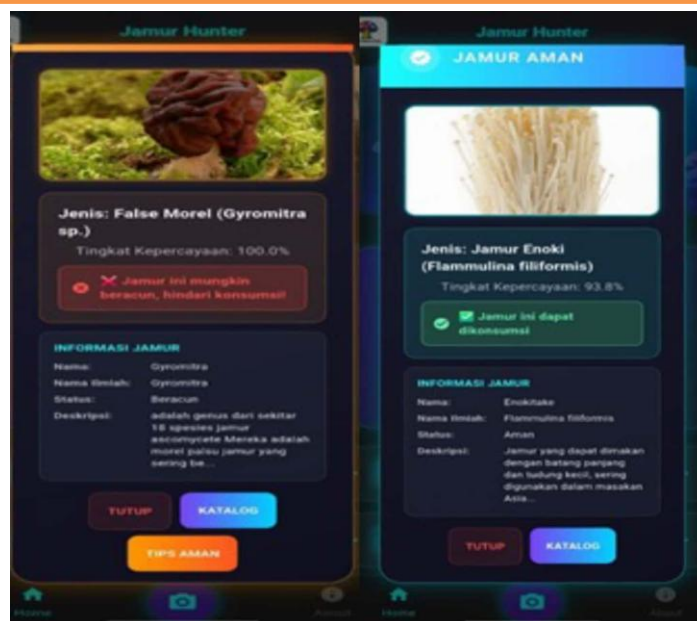 Jamur Hunter
Jenis: False Morel (Gyromitra
sp.)
Tingkat Kepercayaan: 100.0%
❌ Jamur ini mungkin
beracun, hindari konsumsi!
INFORMASI JAMUR
Nama: Gyromitra
Nama Ilmiah: Gyromitra
Status: Beracun
Deskripsi: adalah genus dari sekitar
18 spesies jamur
ascomycete Mereka adalah
morel palsu jamur yang
sering be...
TUTUP
KATALOG
TIPS AMAN
Home
About
Jamur Hunter
JAMUR AMAN
Jenis: Jamur Enoki
(Flammulina filiformis)
Tingkat Kepercayaan: 93.8%
✅ Jamur ini dapat
dikonsumsi
INFORMASI JAMUR
Nama: Enokitake
Nama Ilmiah: Flammulina filiformis
Status: Aman
Deskripsi: Jamur yang dapat dimakan
dengan batang panjang
dan tudung kecil, sering
digunakan dalam masakan
Asia...
TUTUP
KATALOG
Home
About